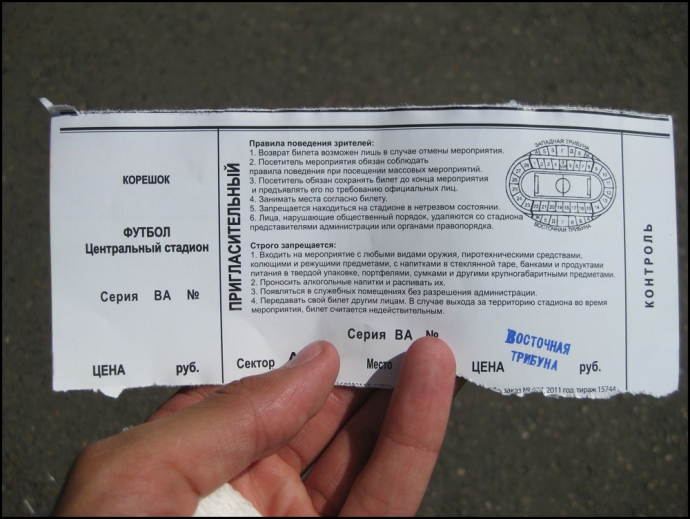 КОРЕШОК
ФУТБОЛ
Центральный стадион
Серия ВА №
ЦЕНА руб.
ПРИГЛАСИТЕЛЬНЫЙ
Правила поведения зрителей:
1. Возврат билета возможен лишь в случае отмены мероприятия.
2. Посетитель мероприятия обязан соблюдать
правила поведения при посещении массовых мероприятий.
3. Посетитель обязан сохранять билет до конца мероприятия
и предъявлять его по требованию официальных лиц.
4. Занимать места согласно билету.
5. Запрещается находиться на стадионе в нетрезвом состоянии.
6. Лица, нарушающие общественный порядок, удаляются со стадиона
представителями администрации или органами правопорядка.
Строго запрещается:
1. Входить на мероприятие с любыми видами оружия, пиротехническими средствами,
колющими и режущими предметами, с напитками в стеклянной таре, банками и продуктами
питания в твердой упаковке, портфелями, сумками и другими крупногабаритными предметами.
2. Проносить алкогольные напитки и распивать их.
3. Появляться в служебных помещениях без разрешения администрации.
4. Передавать свой билет другим лицам. В случае выхода за территорию стадиона во время
мероприятия, билет считается недействительным.
Серия ВА №
Сектор Место ЦЕНА руб.
ВОСТОЧНАЯ
ТРИБУНА
заказ № 2011 год, тираж 15744
ЗАПАДНАЯ ТРИБУНА
ВОСТОЧНАЯ ТРИБУНА
КОНТРОЛЬ